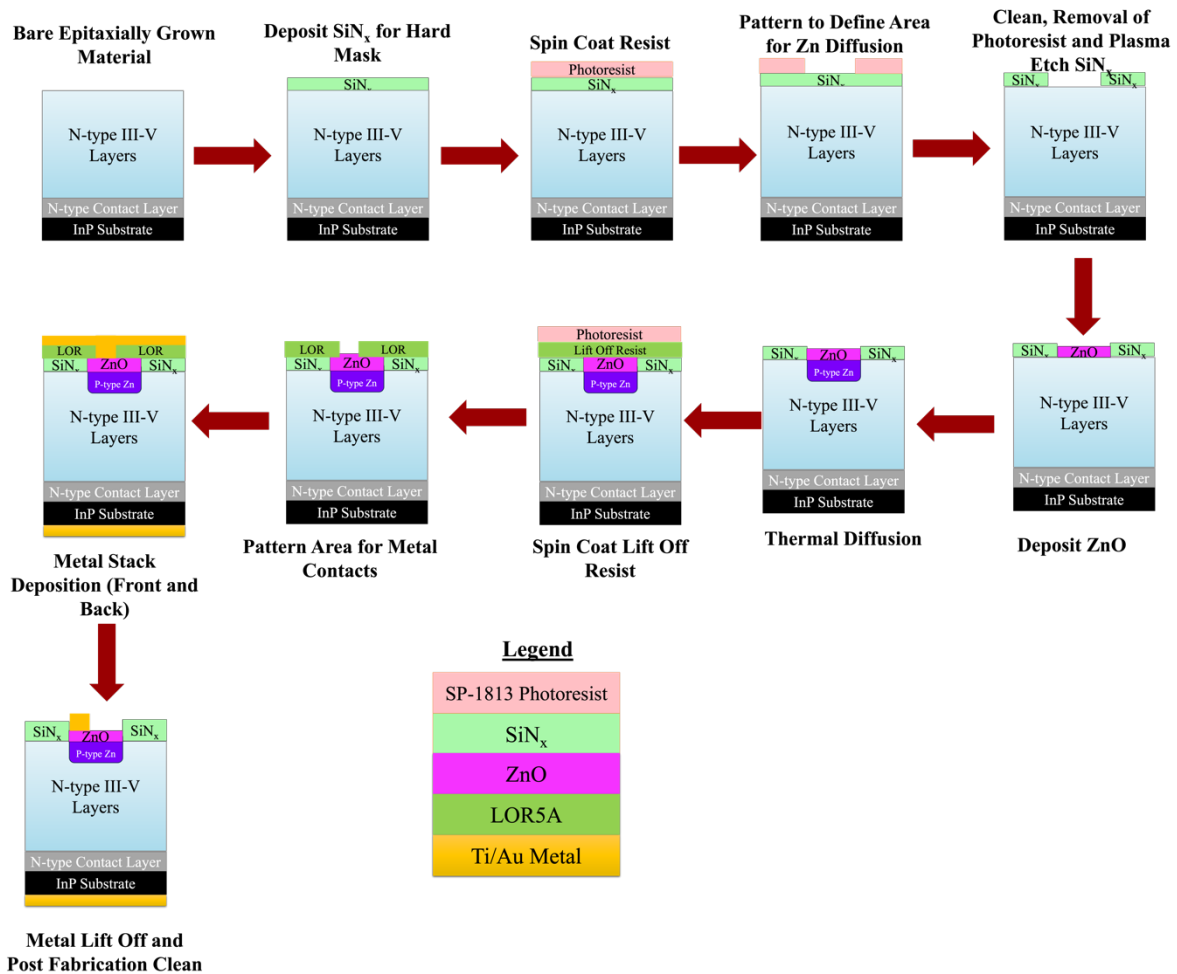 Bare Epitaxially Grown
Material
N-type III-V
Layers
N-type Contact Layer
InP Substrate
Deposit SiNₓ for Hard
Mask
SiNₓ
N-type III-V
Layers
N-type Contact Layer
InP Substrate
Spin Coat Resist
Photoresist
SiNₓ
N-type III-V
Layers
N-type Contact Layer
InP Substrate
Pattern to Define Area
for Zn Diffusion
SiNₓ
N-type III-V
Layers
N-type Contact Layer
InP Substrate
Clean, Removal of
Photoresist and Plasma
Etch SiNₓ
SiNₓ SiNₓ
N-type III-V
Layers
N-type Contact Layer
InP Substrate
SiNₓ ZnO SiNₓ
N-type III-V
Layers
N-type Contact Layer
InP Substrate
Deposit ZnO
SiNₓ ZnO SiNₓ
P-type Zn
N-type III-V
Layers
N-type Contact Layer
InP Substrate
Thermal Diffusion
Photoresist
Lift Off Resist
SiNₓ ZnO SiNₓ
P-type Zn
N-type III-V
Layers
N-type Contact Layer
InP Substrate
Spin Coat Lift Off
Resist
LOR LOR
SiNₓ ZnO SiNₓ
P-type Zn
N-type III-V
Layers
N-type Contact Layer
InP Substrate
Pattern Area for Metal
Contacts
LOR LOR
SiNₓ ZnO SiNₓ
P-type Zn
N-type III-V
Layers
N-type Contact Layer
InP Substrate
Metal Stack
Deposition (Front and
Back)
SiNₓ ZnO SiNₓ
P-type Zn
N-type III-V
Layers
N-type Contact Layer
InP Substrate
Metal Lift Off and
Post Fabrication Clean
Legend
SP-1813 Photoresist
SiNₓ
ZnO
LOR5A
Ti/Au Metal